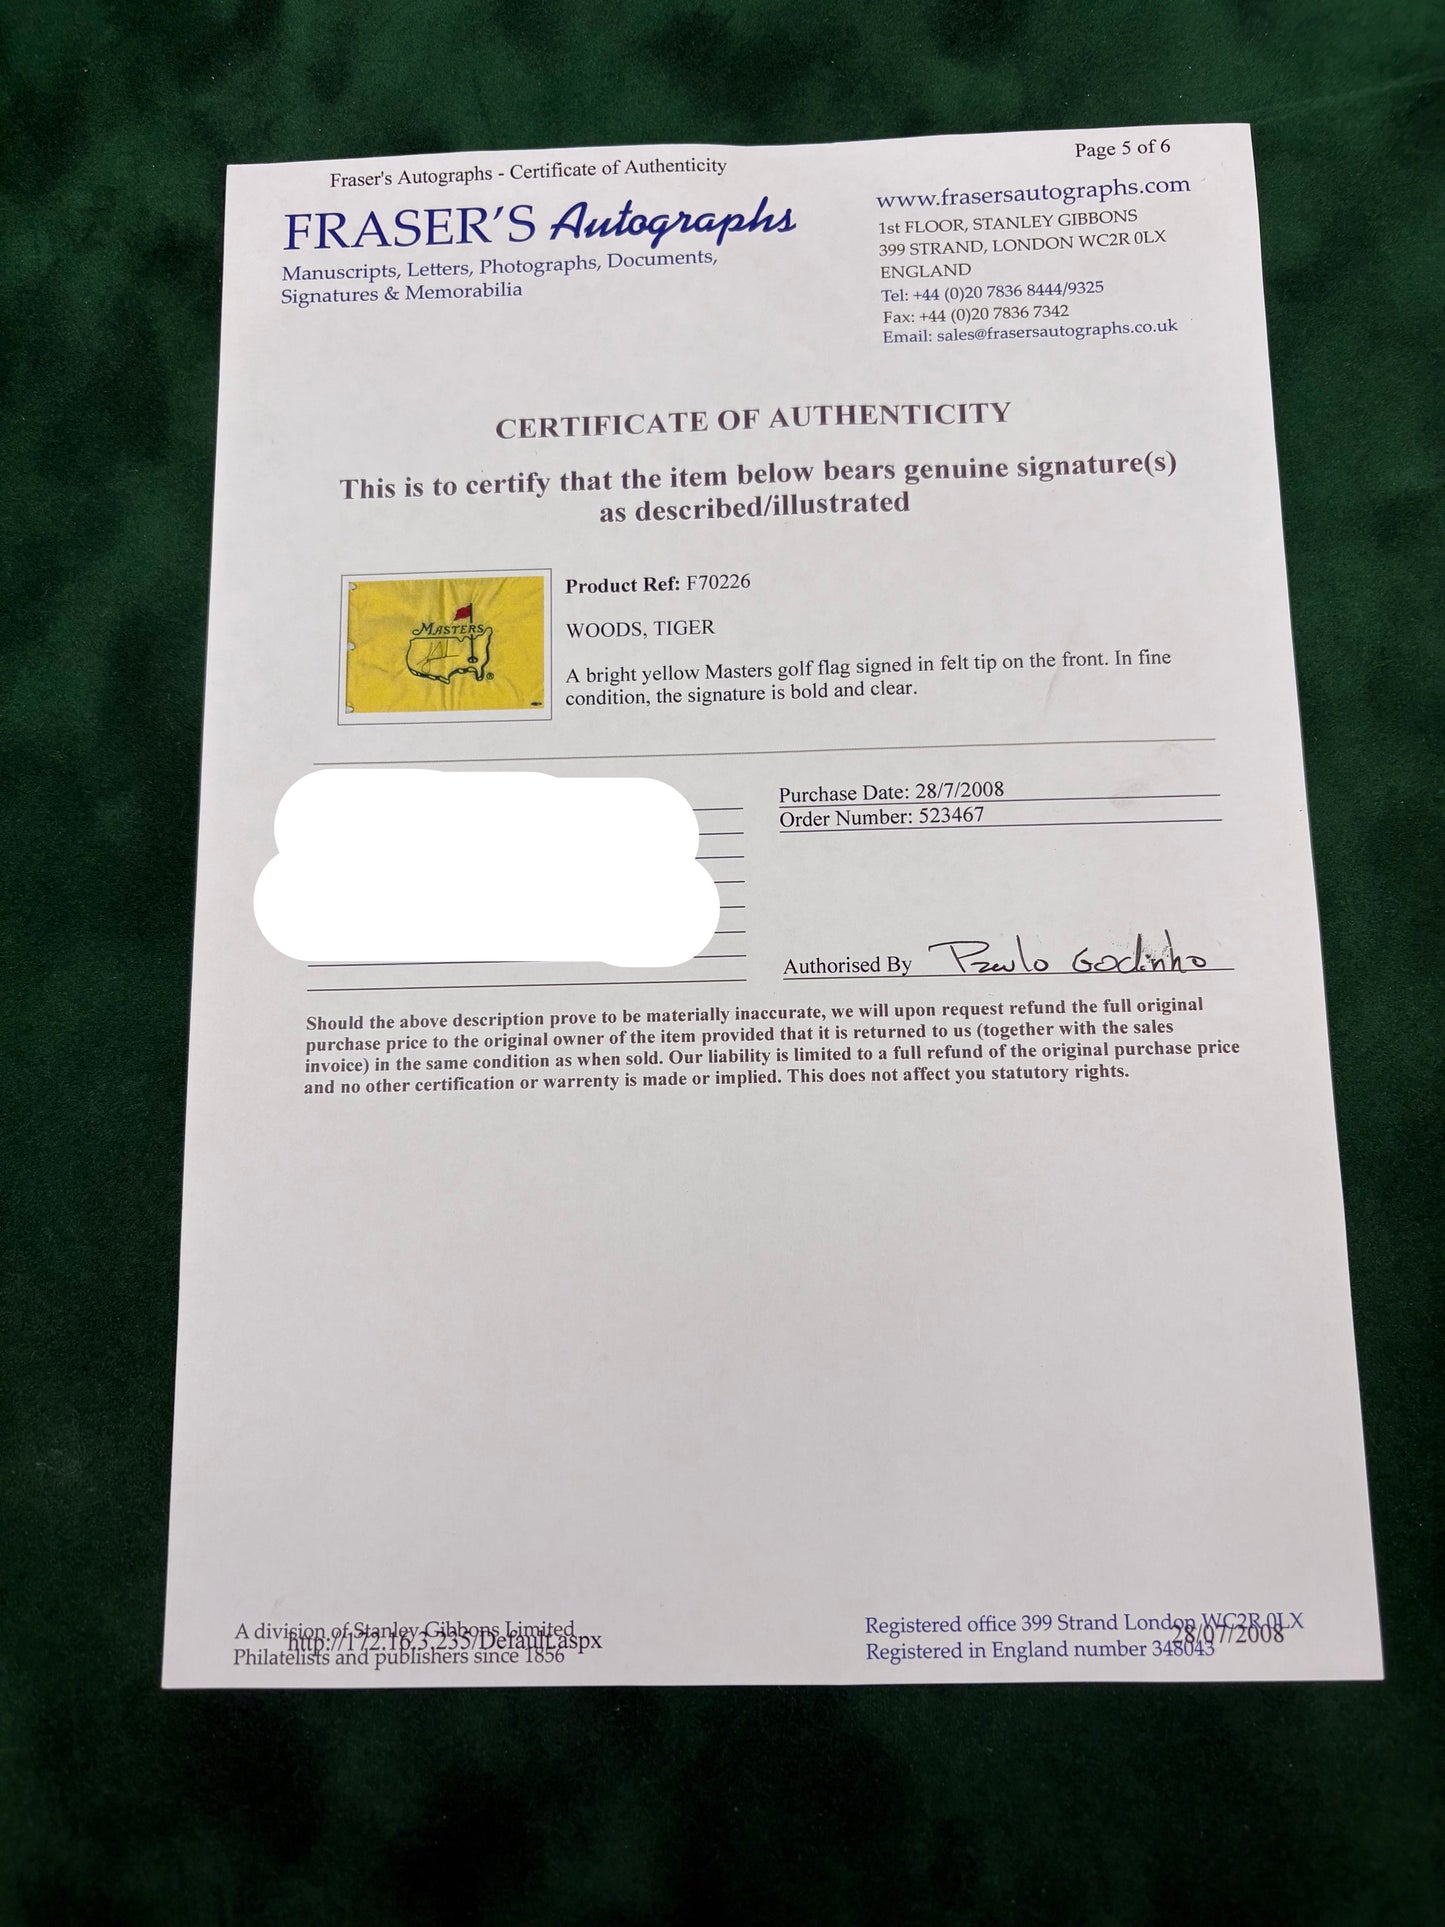 Fraser's Autographs - Certificate of Authenticity
Page 5 of 6
FRASER'S Autographs
Manuscripts, Letters, Photographs, Documents,
Signatures & Memorabilia
www.frasersautographs.com
1st FLOOR, STANLEY GIBBONS
399 STRAND, LONDON WC2R 0LX
ENGLAND
Tel: +44 (0)20 7836 8444/9325
Fax: +44 (0)20 7836 7342
Email: sales@frasersautographs.co.uk
CERTIFICATE OF AUTHENTICITY
This is to certify that the item below bears genuine signature(s)
as described/illustrated
MASTERS
®
Product Ref: F70226
WOODS, TIGER
A bright yellow Masters golf flag signed in felt tip on the front. In fine
condition, the signature is bold and clear.
Purchase Date: 28/7/2008
Order Number: 523467
Authorised By Paulo Godinho
Should the above description prove to be materially inaccurate, we will upon request refund the full original
purchase price to the original owner of the item provided that it is returned to us (together with the sales
invoice) in the same condition as when sold. Our liability is limited to a full refund of the original purchase price
and no other certification or warrenty is made or implied. This does not affect you statutory rights.
A division of Stanley Gibbons Limited
http://172.16.3.235/Default.aspx
Philatelists and publishers since 1856
Registered office 399 Strand London WC2R 0LX
28/07/2008
Registered in England number 348043